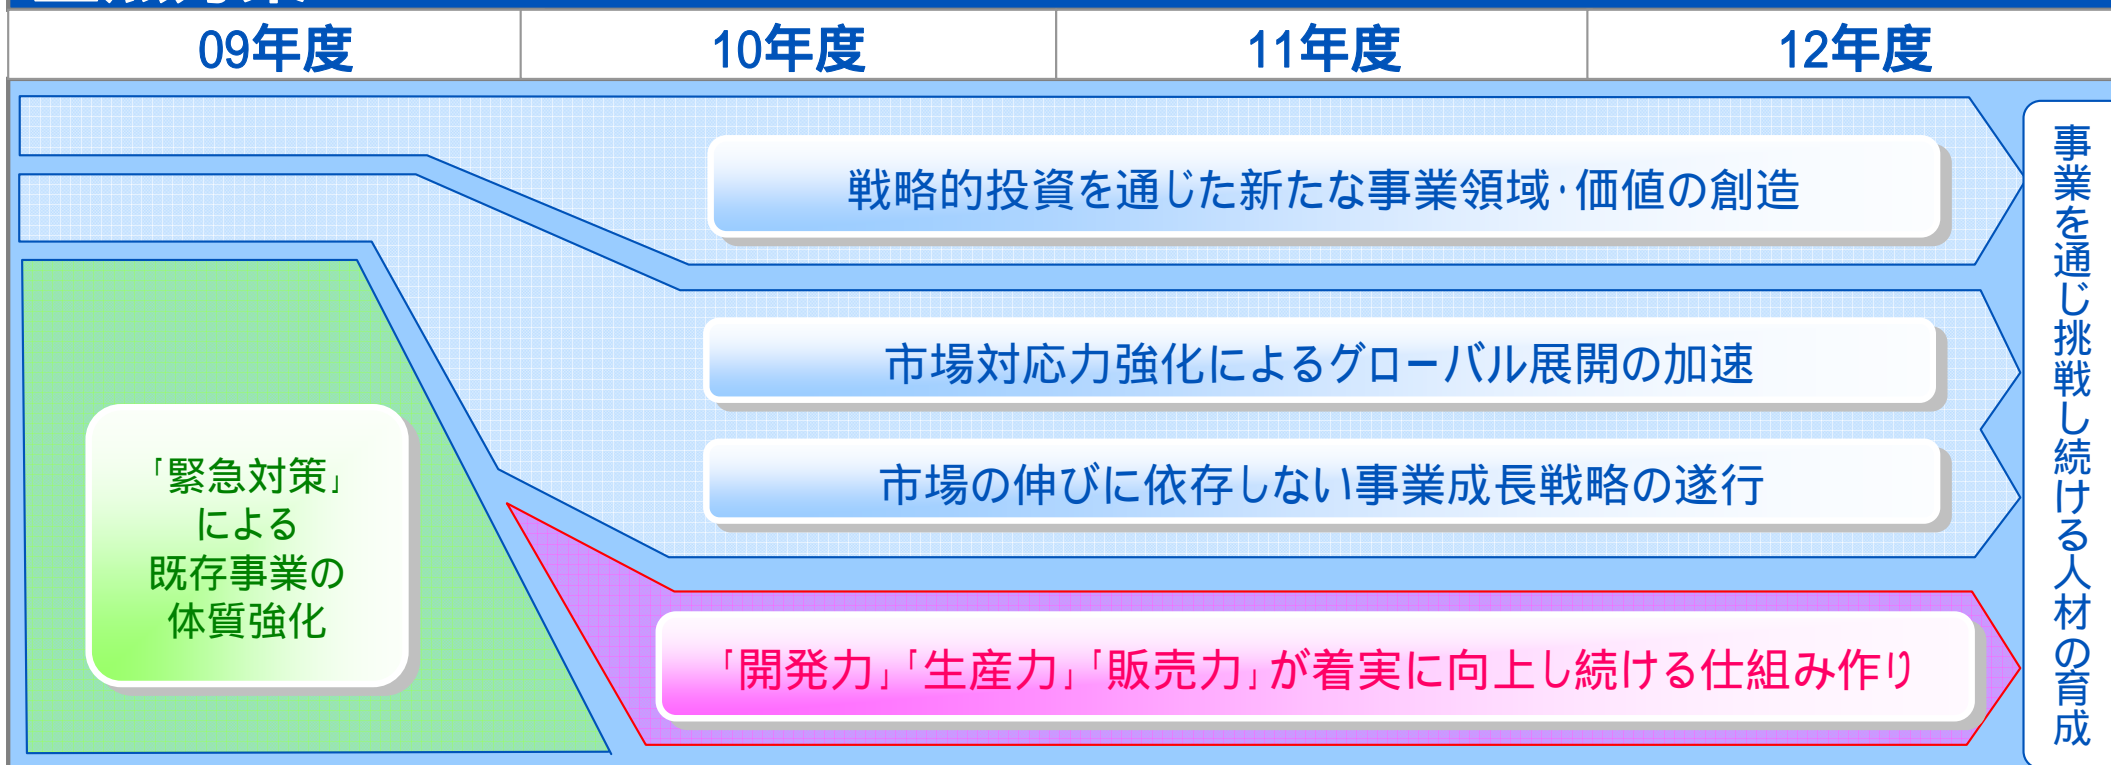 09年度
10年度
11年度
12年度
戦略的投資を通じた新たな事業領域・価値の創造
市場対応力強化によるグローバル展開の加速
市場の伸びに依存しない事業成長戦略の遂行
「緊急対策」
による
既存事業の
体質強化
「開発力」「生産力」「販売力」が着実に向上し続ける仕組み作り
事業を通じ挑戦し続ける人材の育成